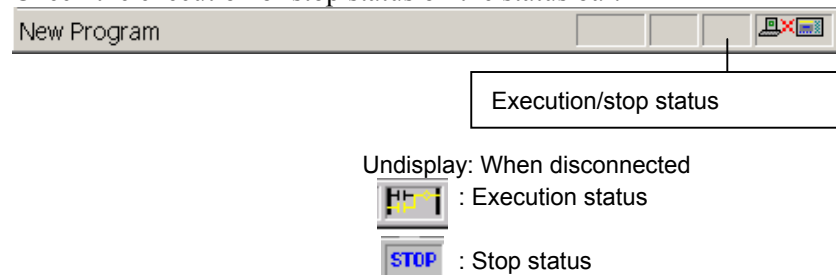 New Program
Execution/stop status
Undisplay: When disconnected
: Execution status
STOP : Stop status